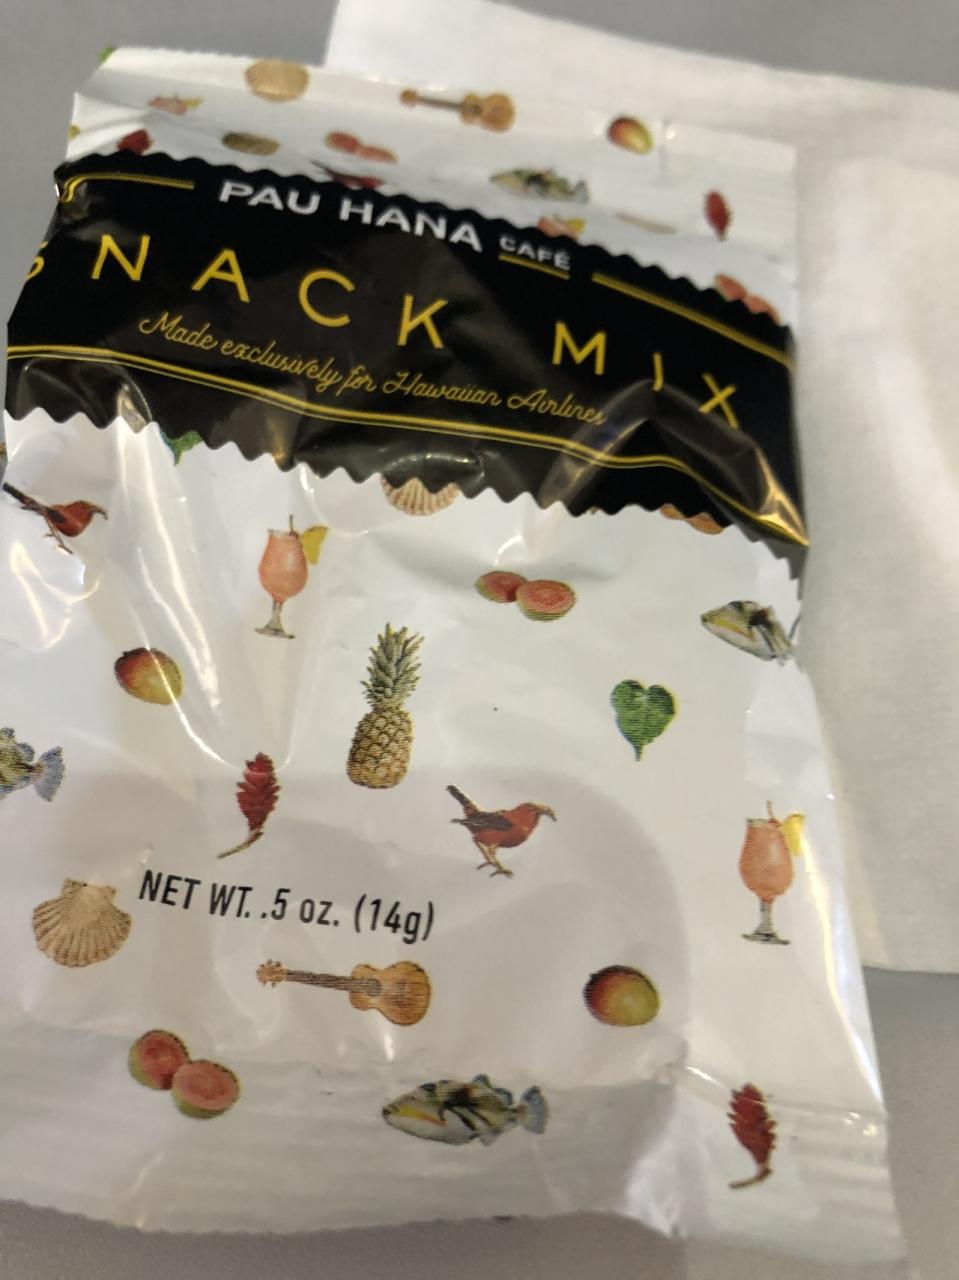 PAU HANA CAFÉ
SNACK MIX
Made exclusively for Hawaiian Airlines
NET WT. .5 oz. (14g)